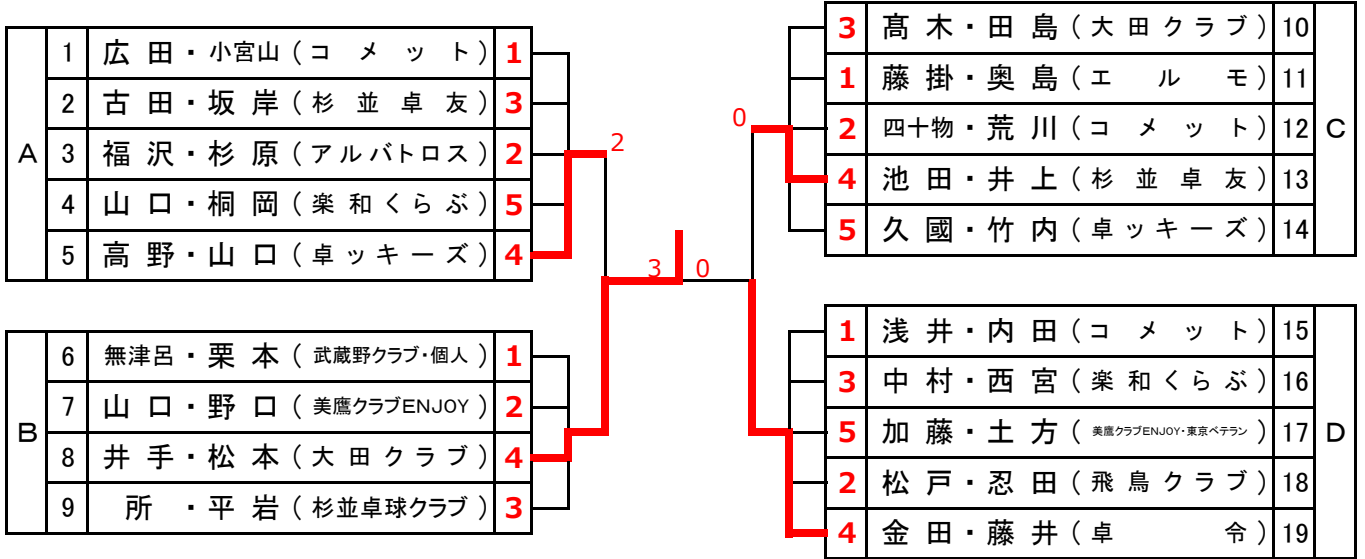 A
1 広田・小宮山(コメット) 1
2 古田・坂岸(杉並卓友) 3
3 福沢・杉原(アルバトロス) 2
4 山口・桐岡(楽和くらぶ) 5
5 高野・山口(卓ッキーズ) 4
B
6 無津呂・栗本(武蔵野クラブ・個人) 1
7 山口・野口(美鷹クラブENJOY) 2
8 井手・松本(大田クラブ) 4
9 所・平岩(杉並卓球クラブ) 3
2
3 0
0
3 髙木・田島(大田クラブ) 10
1 藤掛・奥島(エルモ) 11
2 四十物・荒川(コメット) 12
4 池田・井上(杉並卓友) 13
5 久國・竹内(卓ッキーズ) 14
C
1 浅井・内田(コメット) 15
3 中村・西宮(楽和くらぶ) 16
5 加藤・土方(美鷹クラブENJOY・東京ベテラン) 17
2 松戸・忍田(飛鳥クラブ) 18
4 金田・藤井(卓令) 19
D